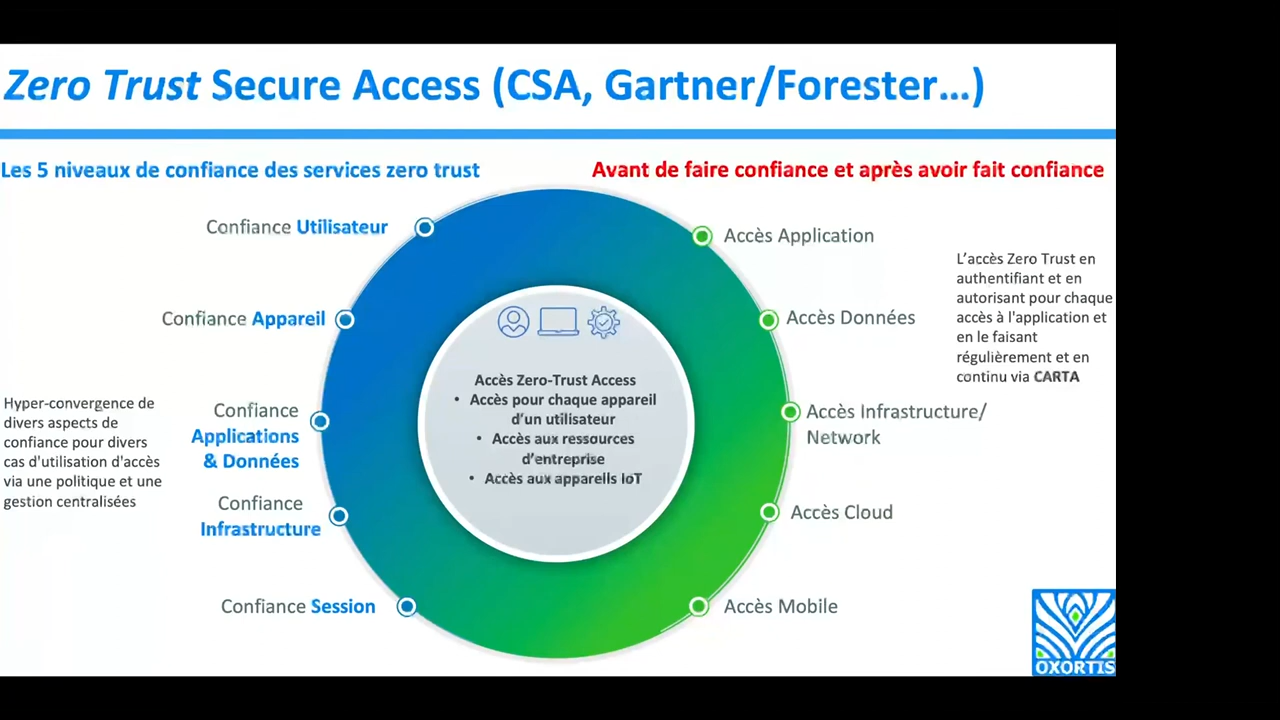 Zero Trust Secure Access (CSA, Gartner/Forester...)
Les 5 niveaux de confiance des services zero trust
Avant de faire confiance et après avoir fait confiance
Confiance Utilisateur
Confiance Appareil
Confiance
Applications
& Données
Confiance
Infrastructure
Confiance Session
Hyper-convergence de
divers aspects de
confiance pour divers
cas d'utilisation d'accès
via une politique et une
gestion centralisées
Accès Zero-Trust Access
• Accès pour chaque appareil
d'un utilisateur
• Accès aux ressources
d'entreprise
• Accès aux appareils IoT
Accès Application
Accès Données
Accès Infrastructure/
Network
Accès Cloud
Accès Mobile
L'accès Zero Trust en
authentifiant et en
autorisant pour chaque
accès à l'application et
en le faisant
régulièrement et en
continu via CARTA
OXORTIS